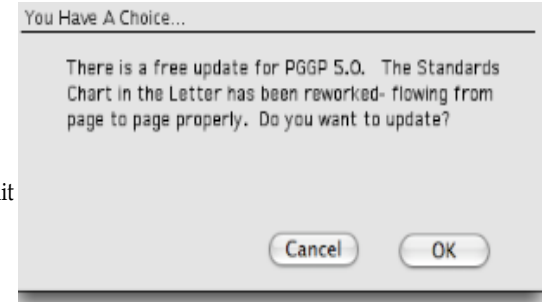 You Have A Choice...
There is a free update for PGGP 5.0. The Standards
Chart in the Letter has been reworked- flowing from
page to page properly. Do you want to update?
Cancel OK